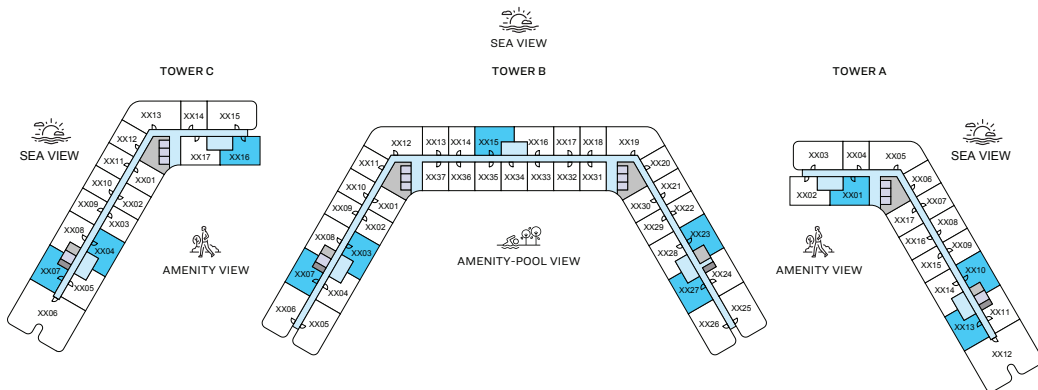 SEA VIEW
TOWER C
TOWER B
TOWER A
SEA VIEW
AMENITY VIEW
XX13
XX14
XX15
XX12
XX11
XX10
XX09
XX08
XX07
XX06
XX05
XX04
XX03
XX02
XX01
XX17
XX16
AMENITY-POOL VIEW
XX12
XX13
XX14
XX15
XX16
XX17
XX18
XX19
XX11
XX10
XX09
XX08
XX07
XX06
XX05
XX04
XX03
XX02
XX01
XX37
XX36
XX35
XX34
XX33
XX32
XX31
XX30
XX29
XX28
XX27
XX26
XX20
XX21
XX22
XX23
XX24
XX25
SEA VIEW
AMENITY VIEW
XX03
XX04
XX05
XX02
XX01
XX06
XX07
XX08
XX09
XX10
XX11
XX12
XX17
XX16
XX15
XX14
XX13